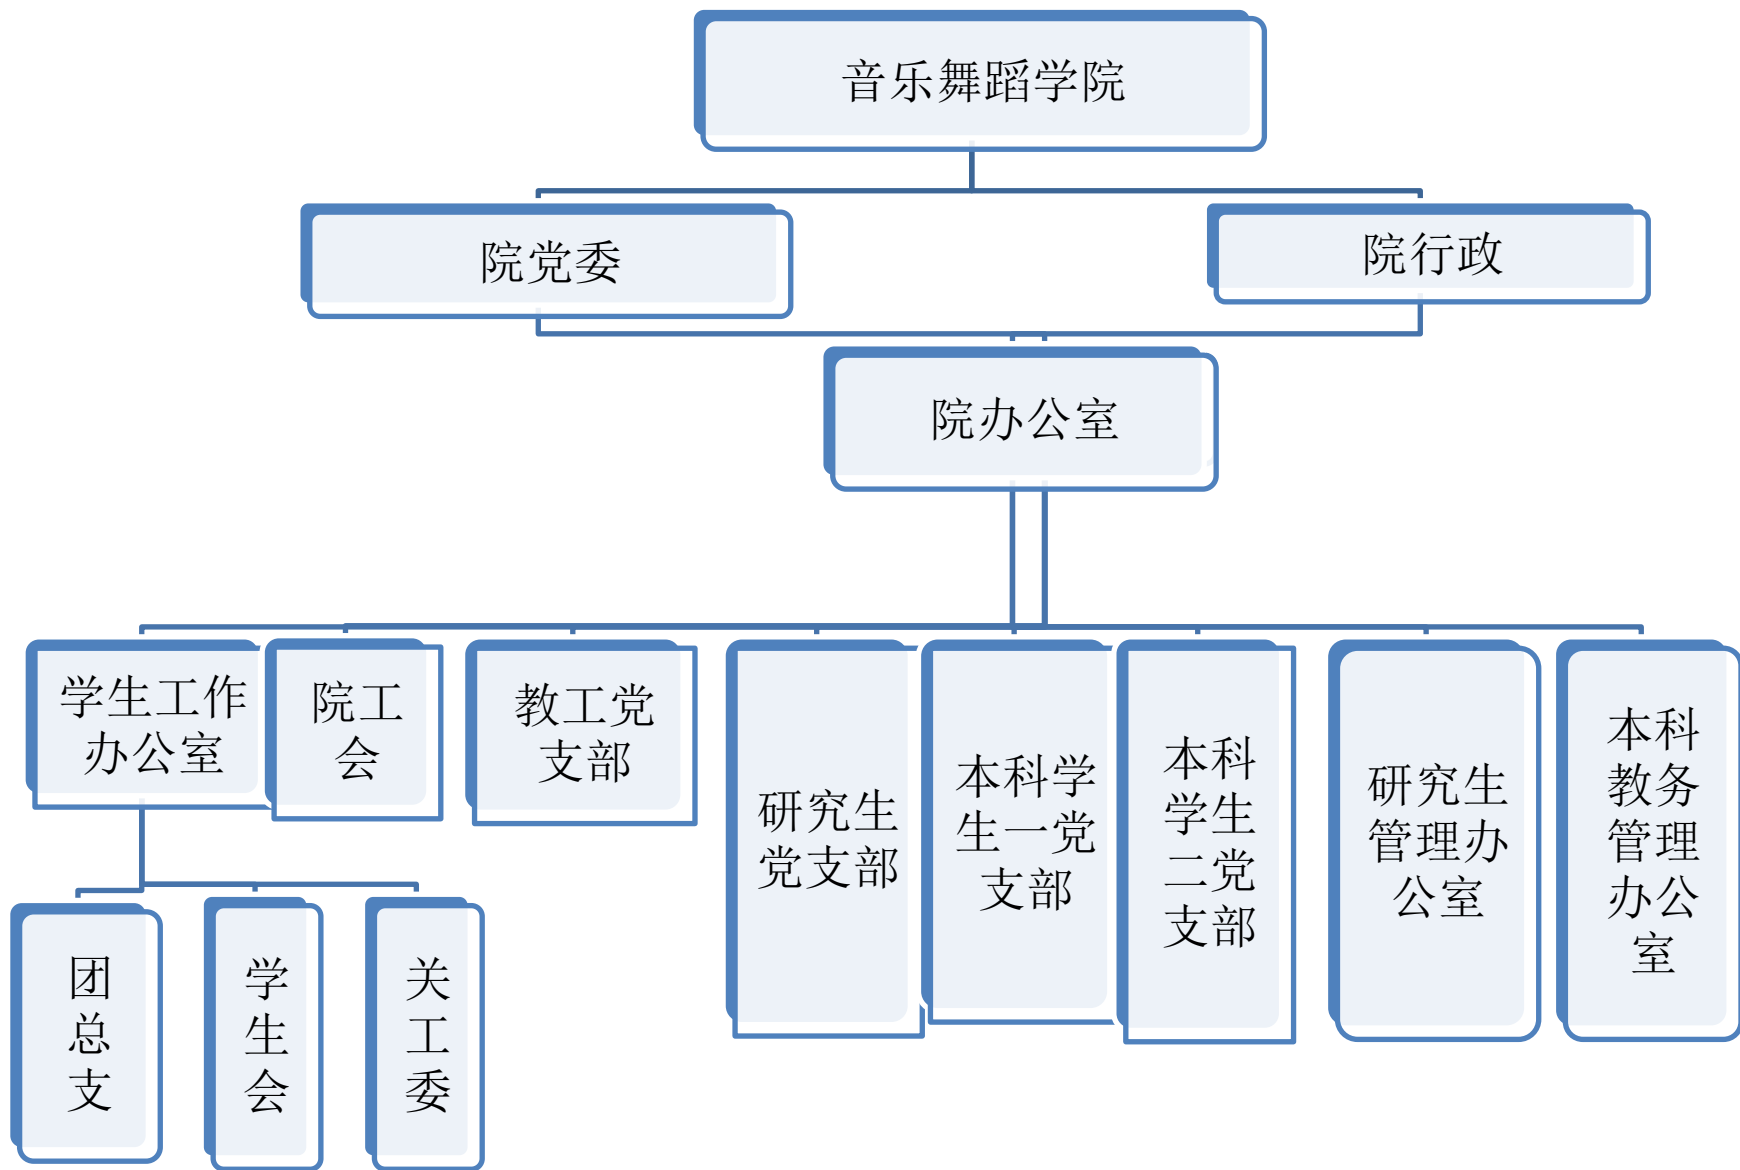 音乐舞蹈学院
院党委
院行政
院办公室
学生工作
办公室
院工
会
教工党
支部
研究生
党支部
本科学
生一党
支部
本科
学生
二党
支部
研究生
管理办
公室
本科
教务
管理
办公
室
团
总
支
学
生
会
关
工
委